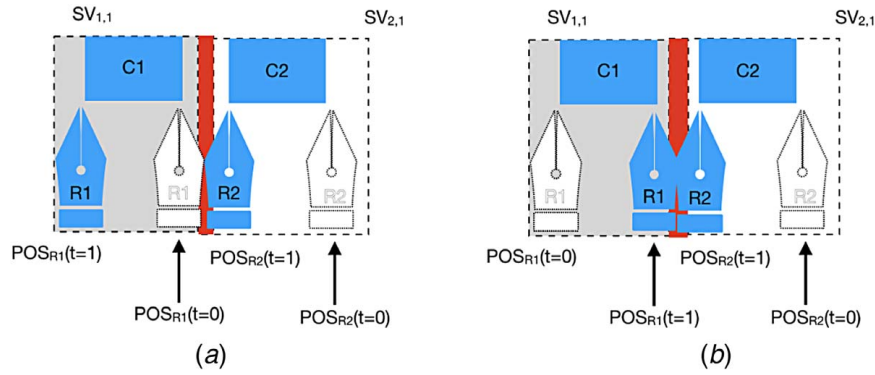 SV1,1 SV2,1 SV1,1 SV2,1
C1 C2 C1 C2
R1 R1 R2 R2 R1 R1 R2 R2
POSR1(t=1) POSR2(t=1) POSR1(t=0) POSR2(t=1)
POSR1(t=0) POSR2(t=0) POSR1(t=1) POSR2(t=0)
(a) (b)